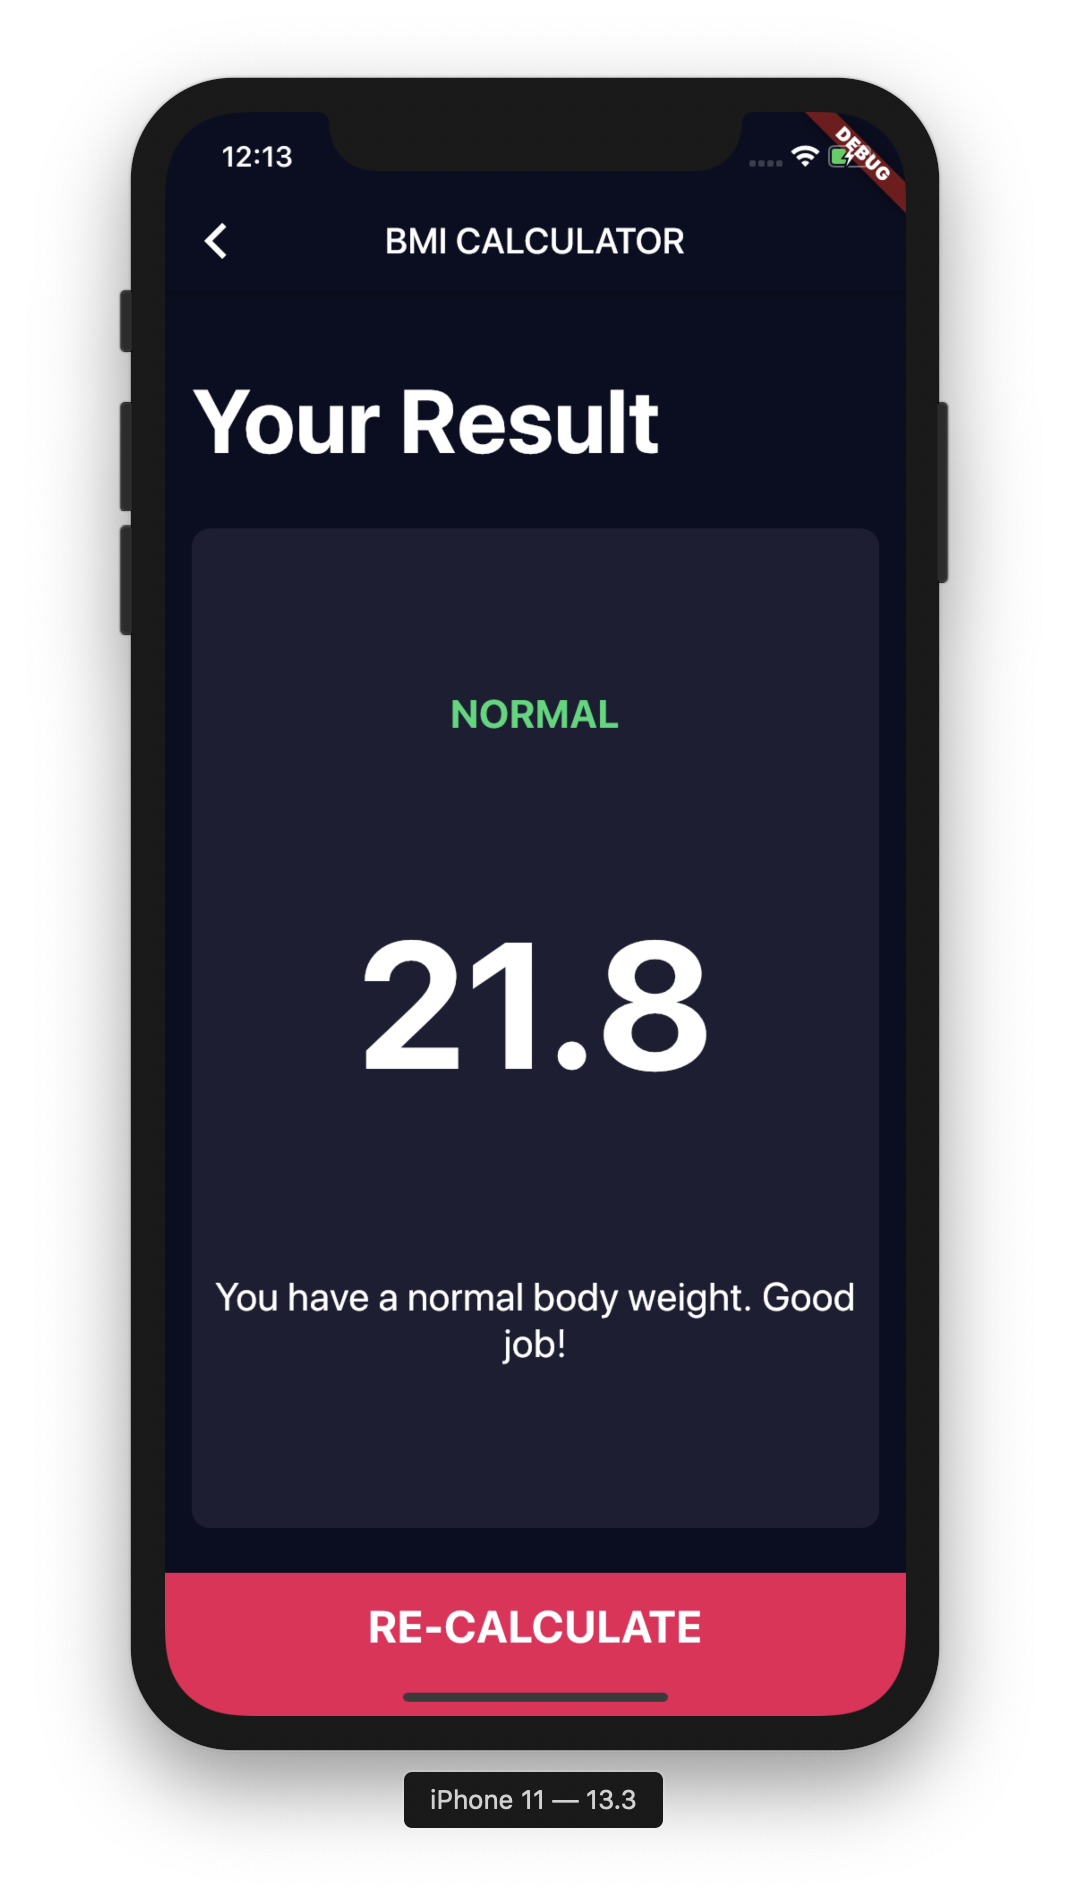 12:13
DEBUG
BMI CALCULATOR
Your Result
NORMAL
21.8
You have a normal body weight. Good
job!
RE-CALCULATE
iPhone 11 — 13.3